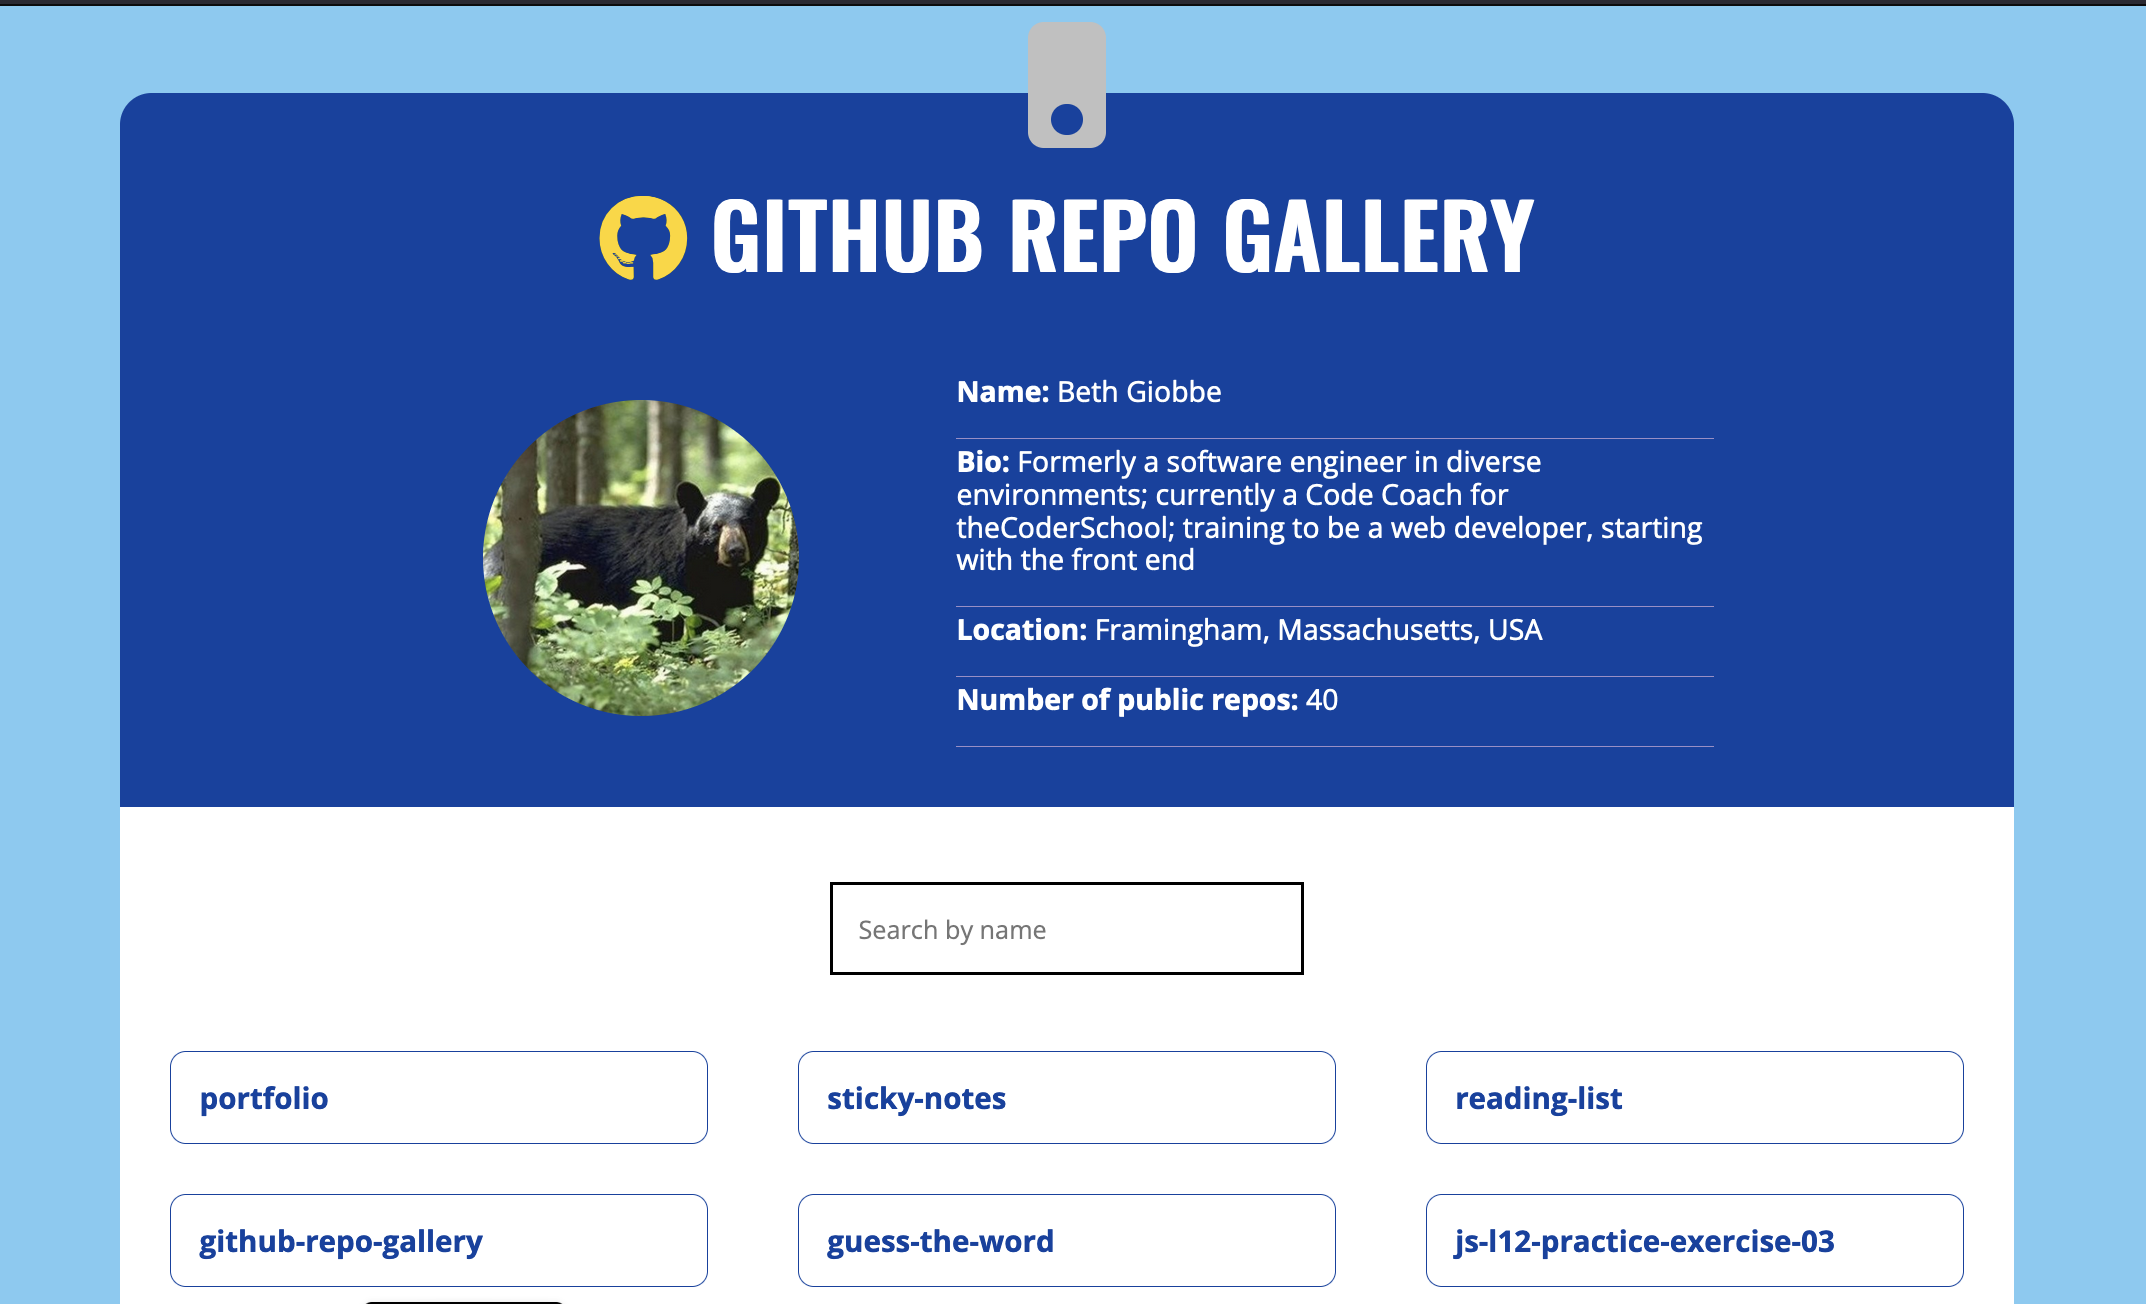 GITHUB REPO GALLERY
Name: Beth Giobbe
Bio: Formerly a software engineer in diverse
environments; currently a Code Coach for
theCoderSchool; training to be a web developer, starting
with the front end
Location: Framingham, Massachusetts, USA
Number of public repos: 40
Search by name
portfolio
sticky-notes
reading-list
github-repo-gallery
guess-the-word
js-l12-practice-exercise-03